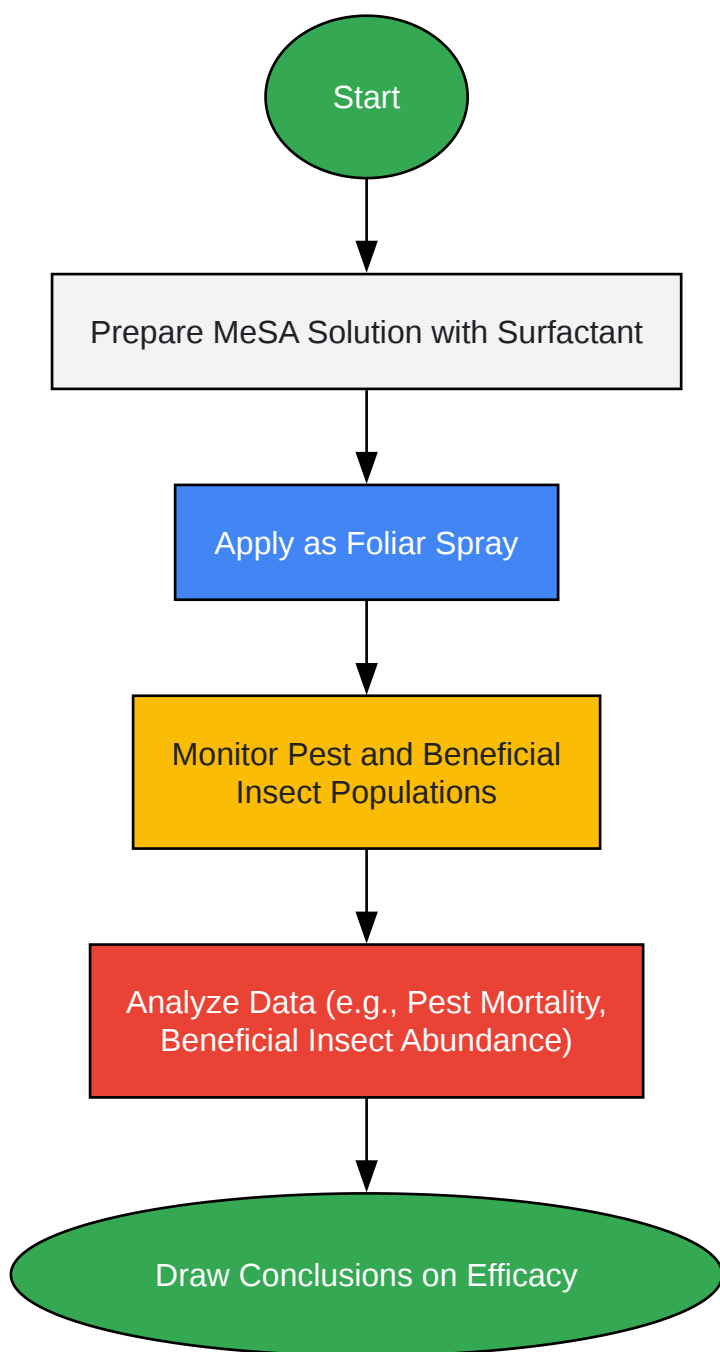 Start
Prepare MeSA Solution with Surfactant
Apply as Foliar Spray
Monitor Pest and Beneficial
Insect Populations
Analyze Data (e.g., Pest Mortality,
Beneficial Insect Abundance)
Draw Conclusions on Efficacy